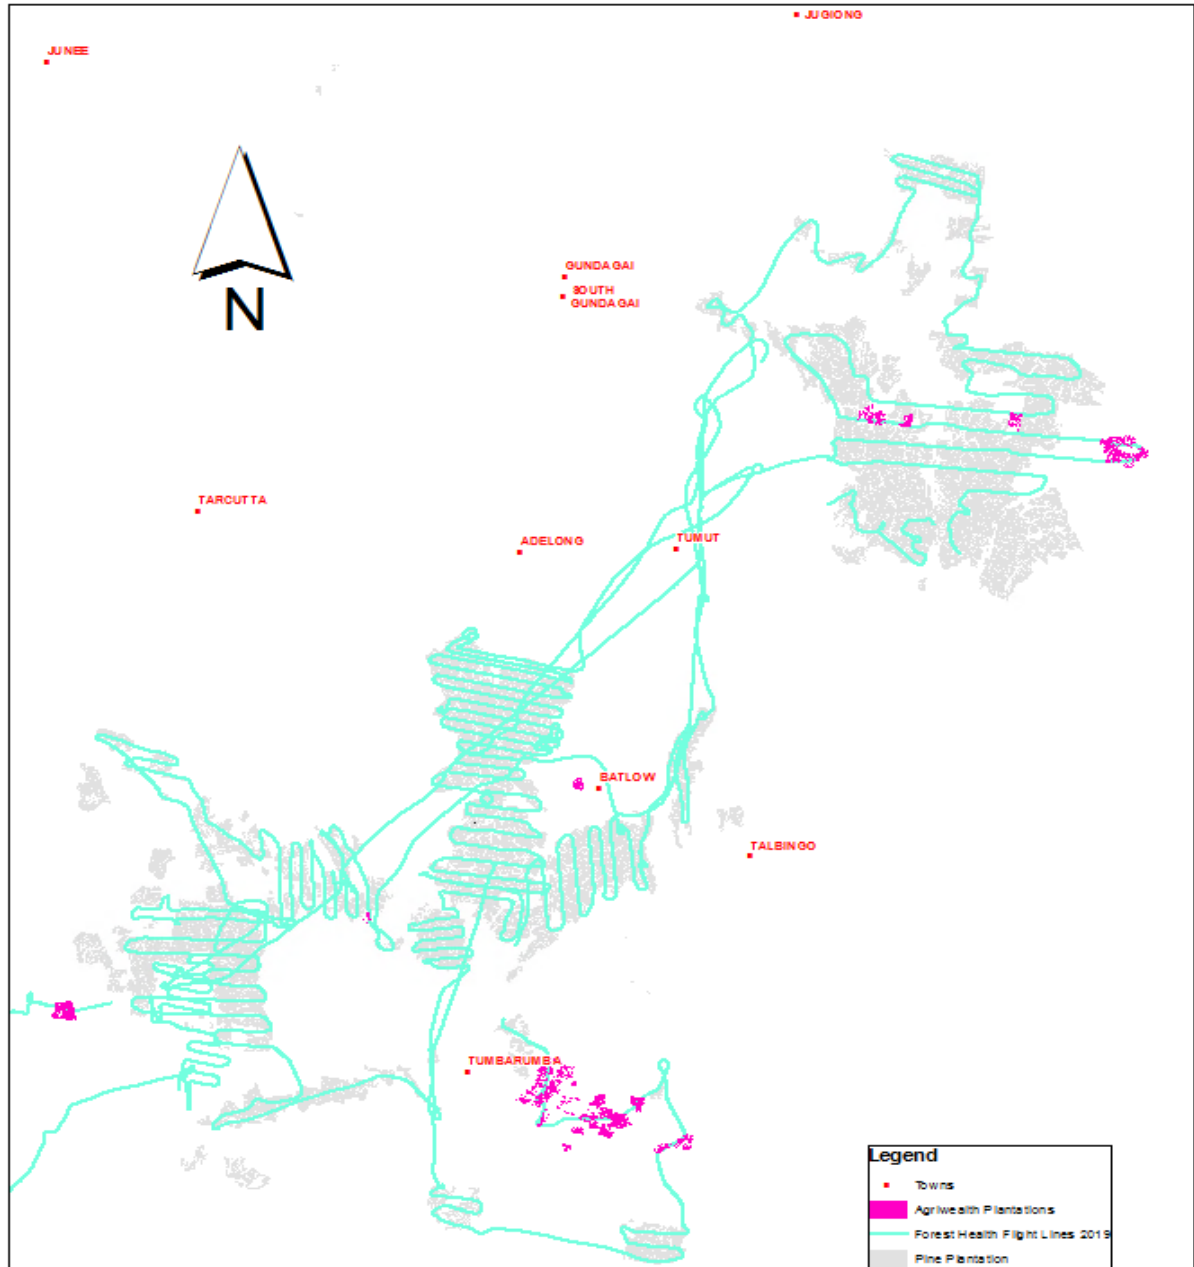 JUGIONG
JUNEE
GUNDAGAI
SOUTH
GUNDAGAI
N
TARCUTTA
ADELONG
TUMUT
BATLOW
TALBINGO
TUMBARUMBA
Legend
Towns
Agriwealth Plantations
Forest Health Flight Lines 2019
Pine Plantation